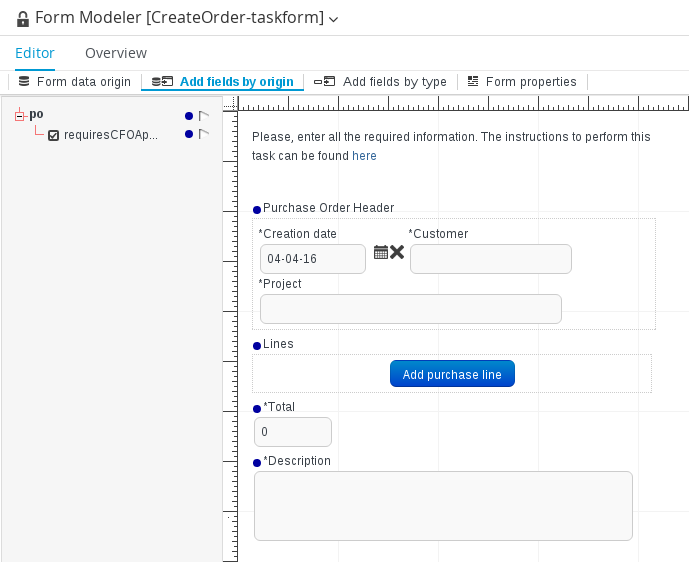 Form Modeler [CreateOrder-taskform]
Editor Overview
Form data origin Add fields by origin Add fields by type Form properties
po
requiresCFOAp...
Please, enter all the required information. The instructions to perform this
task can be found here
Purchase Order Header
*Creation date *Customer
04-04-16
*Project
Lines
Add purchase line
*Total
0
*Description